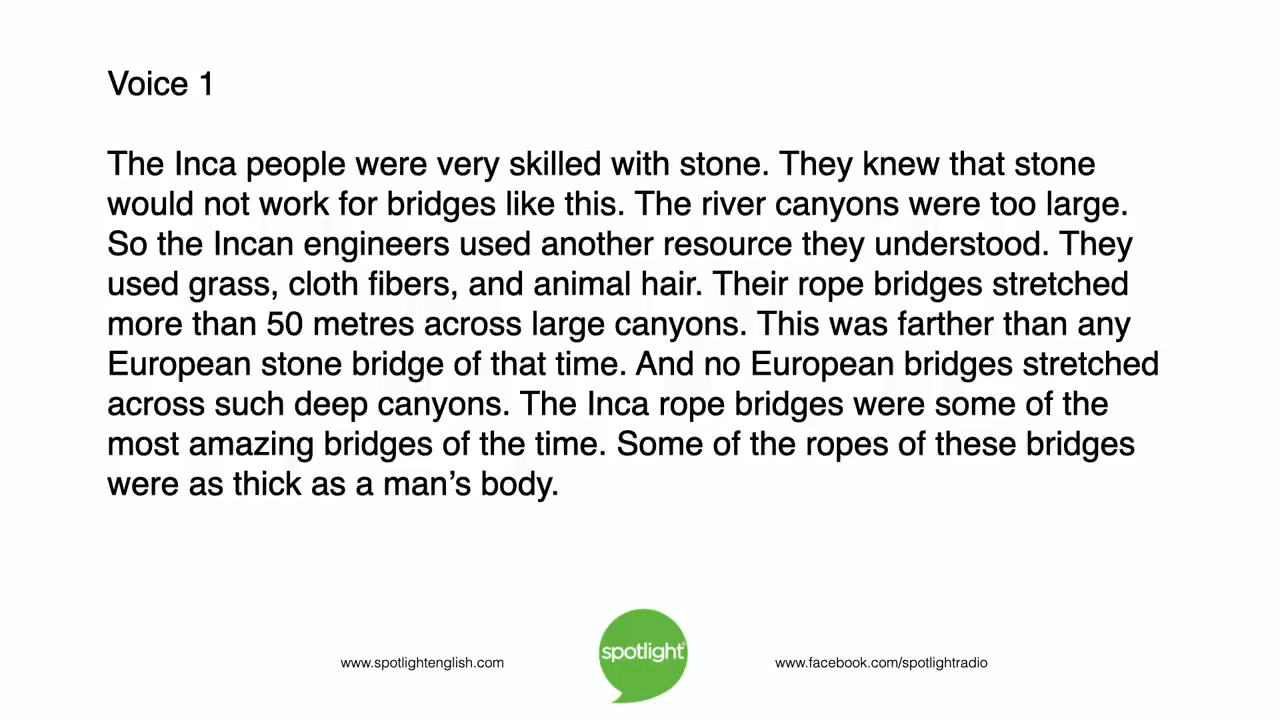 Voice 1
The Inca people were very skilled with stone. They knew that stone
would not work for bridges like this. The river canyons were too large.
So the Incan engineers used another resource they understood. They
used grass, cloth fibers, and animal hair. Their rope bridges stretched
more than 50 metres across large canyons. This was farther than any
European stone bridge of that time. And no European bridges stretched
across such deep canyons. The Inca rope bridges were some of the
most amazing bridges of the time. Some of the ropes of these bridges
were as thick as a man’s body.
www.spotlightenglish.com
spotlight
www.facebook.com/spotlightradio